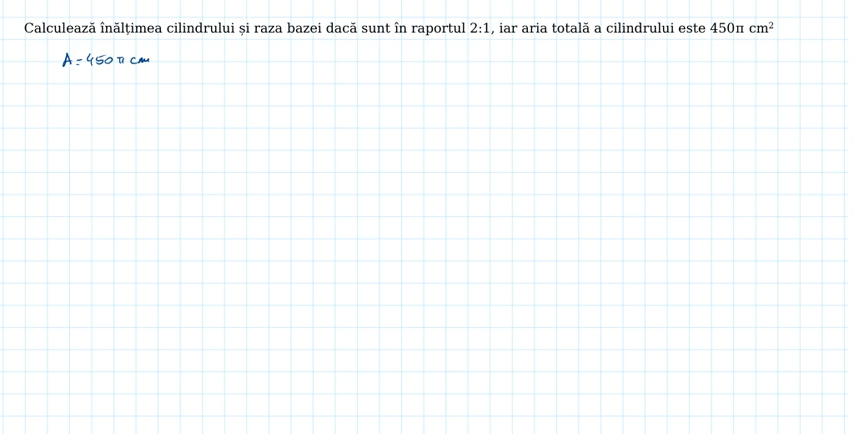 Calculează înălțimea cilindrului și raza bazei dacă sunt în raportul 2:1, iar aria totală a cilindrului este 450π cm²
A = 450 π cm